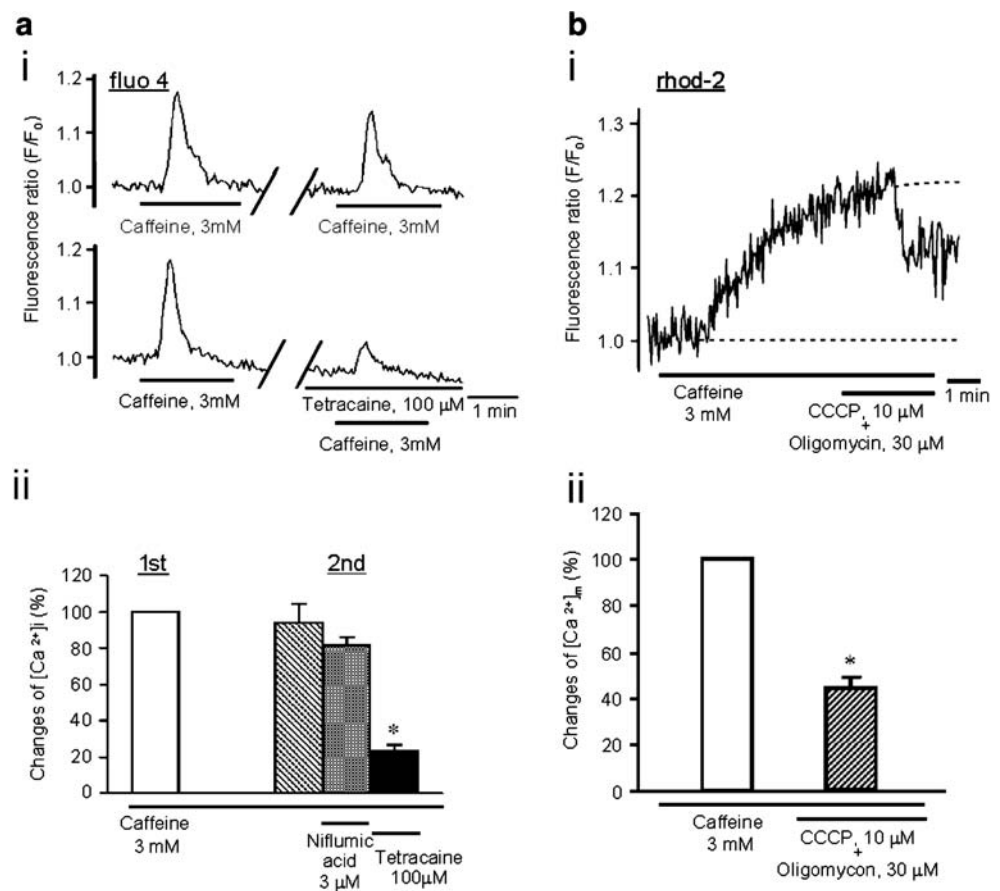 a
i
fluo 4
Fluorescence ratio (F/F0)
1.2
1.1
1.0
Caffeine, 3mM
Caffeine, 3mM
1.2
1.1
1.0
Caffeine, 3mM
Tetracaine, 100 μM
1 min
Caffeine, 3mM
ii
Changes of [Ca 2+]i (%)
120
100
80
60
40
20
0
1st
2nd
*
Caffeine
3 mM
Niflumic
acid
3 μM
Tetracaine
100μM
b
i
rhod-2
Fluorescence ratio (F/F0)
1.3
1.2
1.1
1.0
Caffeine
3 mM
1 min
CCCP, 10 μM
+
Oligomycin, 30 μM
ii
Changes of [Ca 2+]m (%)
120
100
80
60
40
20
0
*
Caffeine
3 mM
CCCP, 10 μM
+
Oligomycon, 30 μM